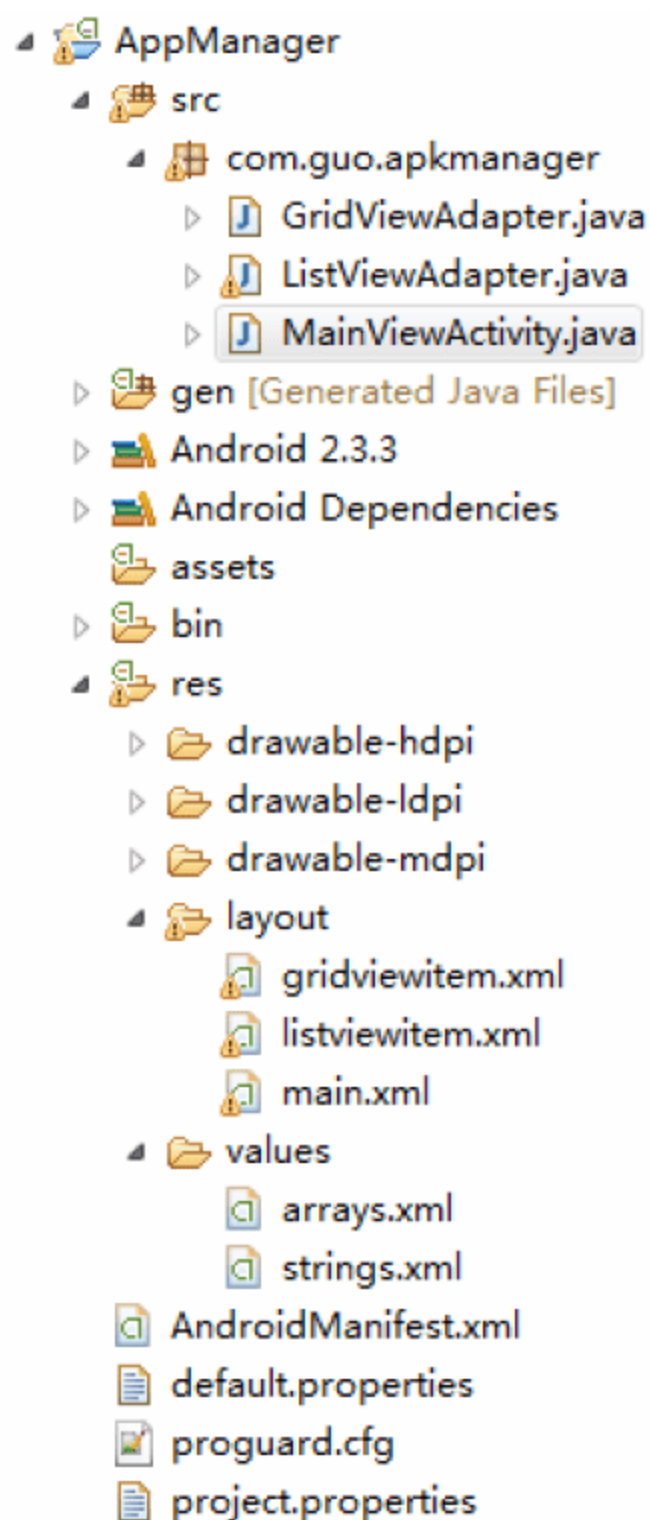 AppManager
src
com.guo.apkmanager
GridViewAdapter.java
ListViewAdapter.java
MainViewActivity.java
gen [Generated Java Files]
Android 2.3.3
Android Dependencies
assets
bin
res
drawable-hdpi
drawable-ldpi
drawable-mdpi
layout
gridviewitem.xml
listviewitem.xml
main.xml
values
arrays.xml
strings.xml
AndroidManifest.xml
default.properties
proguard.cfg
project.properties